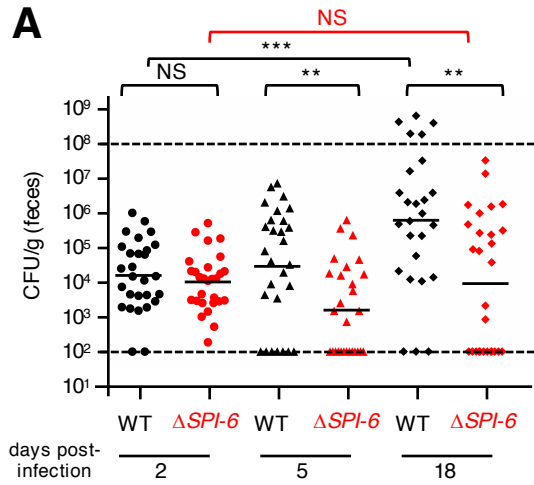 A
NS
***
NS
**
**
10⁹
10⁸
10⁷
10⁶
10⁵
10⁴
10³
10²
10¹
CFU/g (feces)
WT ΔSPI-6 WT ΔSPI-6 WT ΔSPI-6
days post-
infection
2 5 18